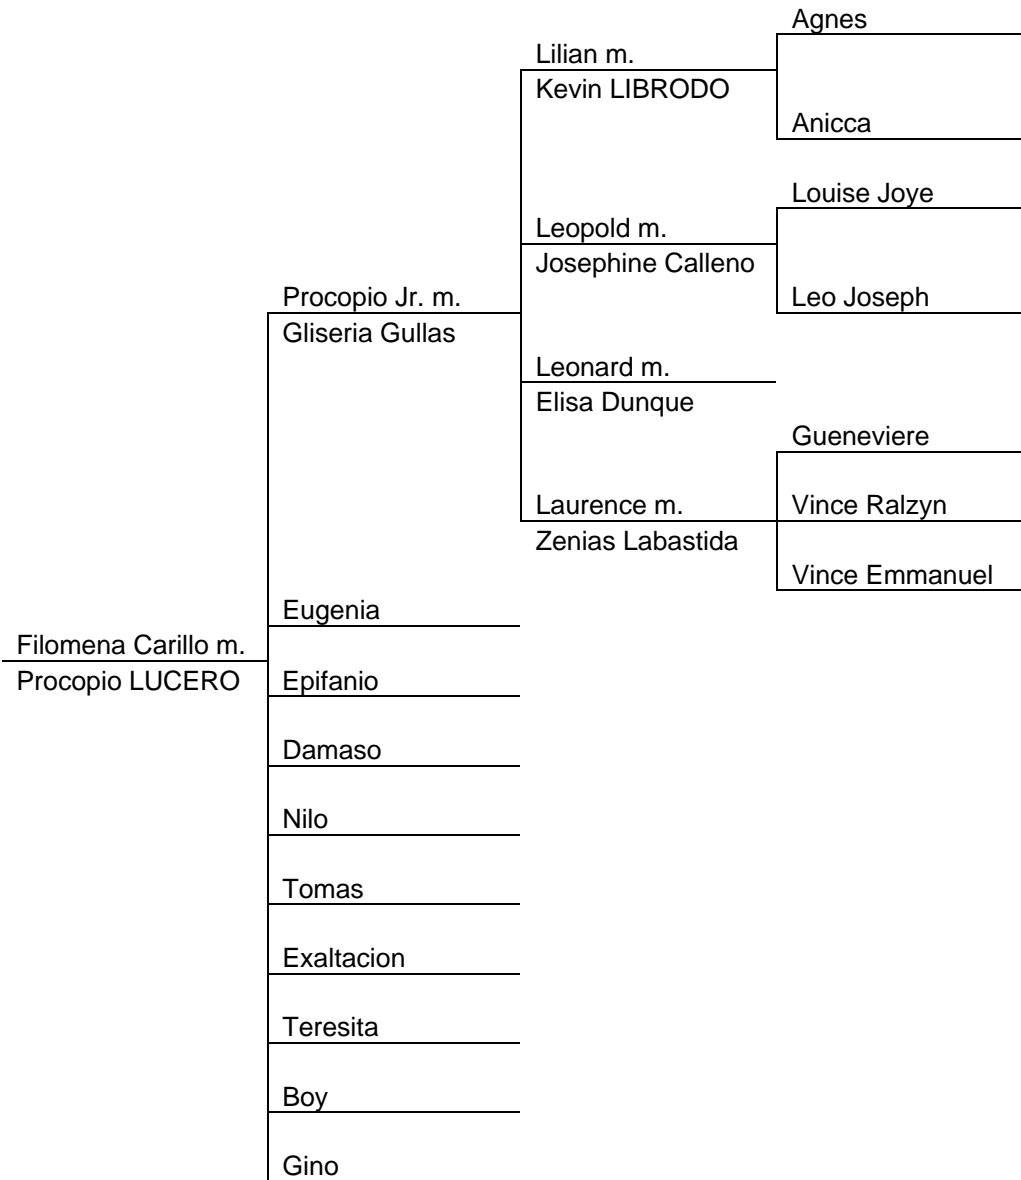 Agnes
Lilian m.
Kevin LIBRODO
Anicca
Louise Joye
Leopold m.
Josephine Calleno
Procopio Jr. m.
Leo Joseph
Gliseria Gullas
Leonard m.
Elisa Dunque
Gueneviere
Laurence m.
Vince Ralzyn
Zenias Labastida
Vince Emmanuel
Eugenia
Filomena Carillo m.
Procopio LUCERO
Epifanio
Damaso
Nilo
Tomas
Exaltacion
Teresita
Boy
Gino